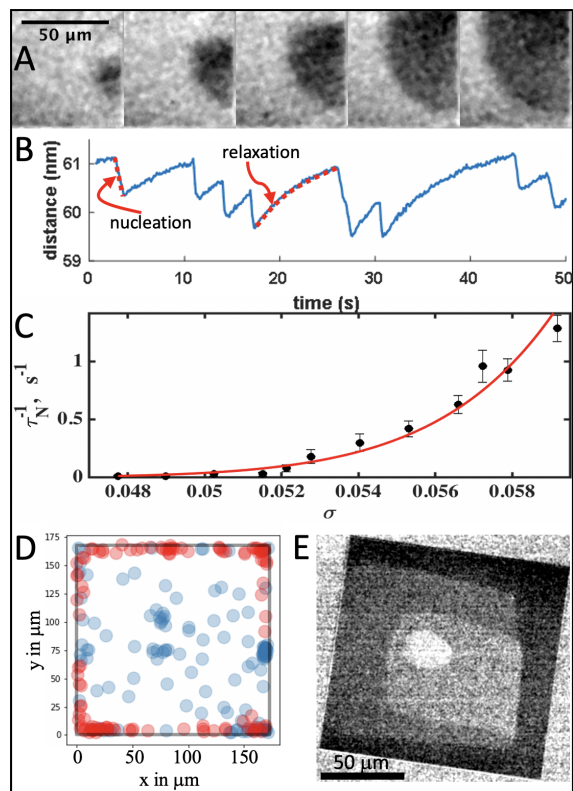 50 µm
A
B
distance (nm)
61
60
59
relaxation
nucleation
0
10
20
30
40
50
time (s)
C
τ_N^-1, s^-1
1
0.5
0
0.048
0.05
0.052
0.054
0.056
0.058
σ
D
y in µm
175
150
125
100
75
50
25
0
0
50
100
150
x in µm
E
50 µm